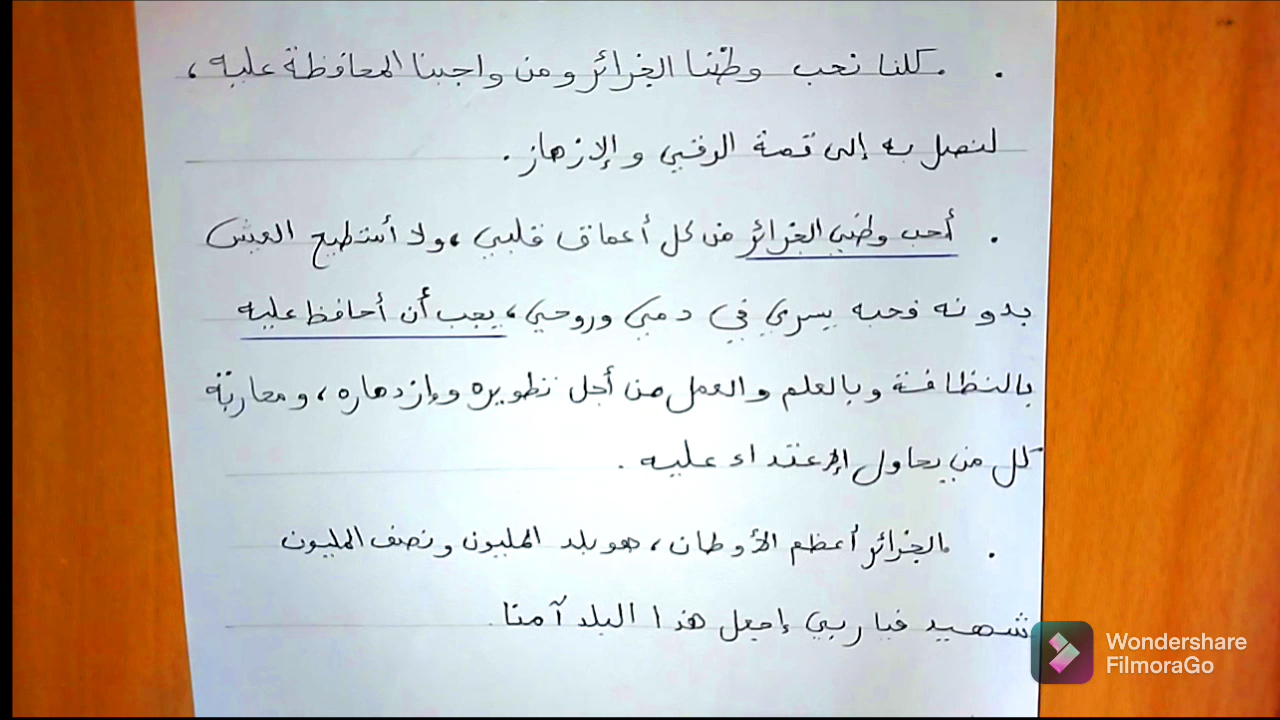 . كلنا نحب وطننا الجزائر ومن واجبنا المحافظة عليه،
لنصل به إلى قمة الرقي والإزهاز.
. أحب وطني الجزائر من كل أعماق قلبي، ولا أستطيع العيش
بدونه فحبه يسري في دمي وروحي، يجب أن أحافظ عليه
بالنظافة وبالعلم والعمل من أجل تطويره وإزدهاره، ومحاربة
كل من يحاول الإعتداء عليه.
. الجزائر أعظم الأوطان، هو بلد المليون ونصف المليون
شهيد فيا ربي إجعل هذا البلد آمنا.
Wondershare
FilmoraGo